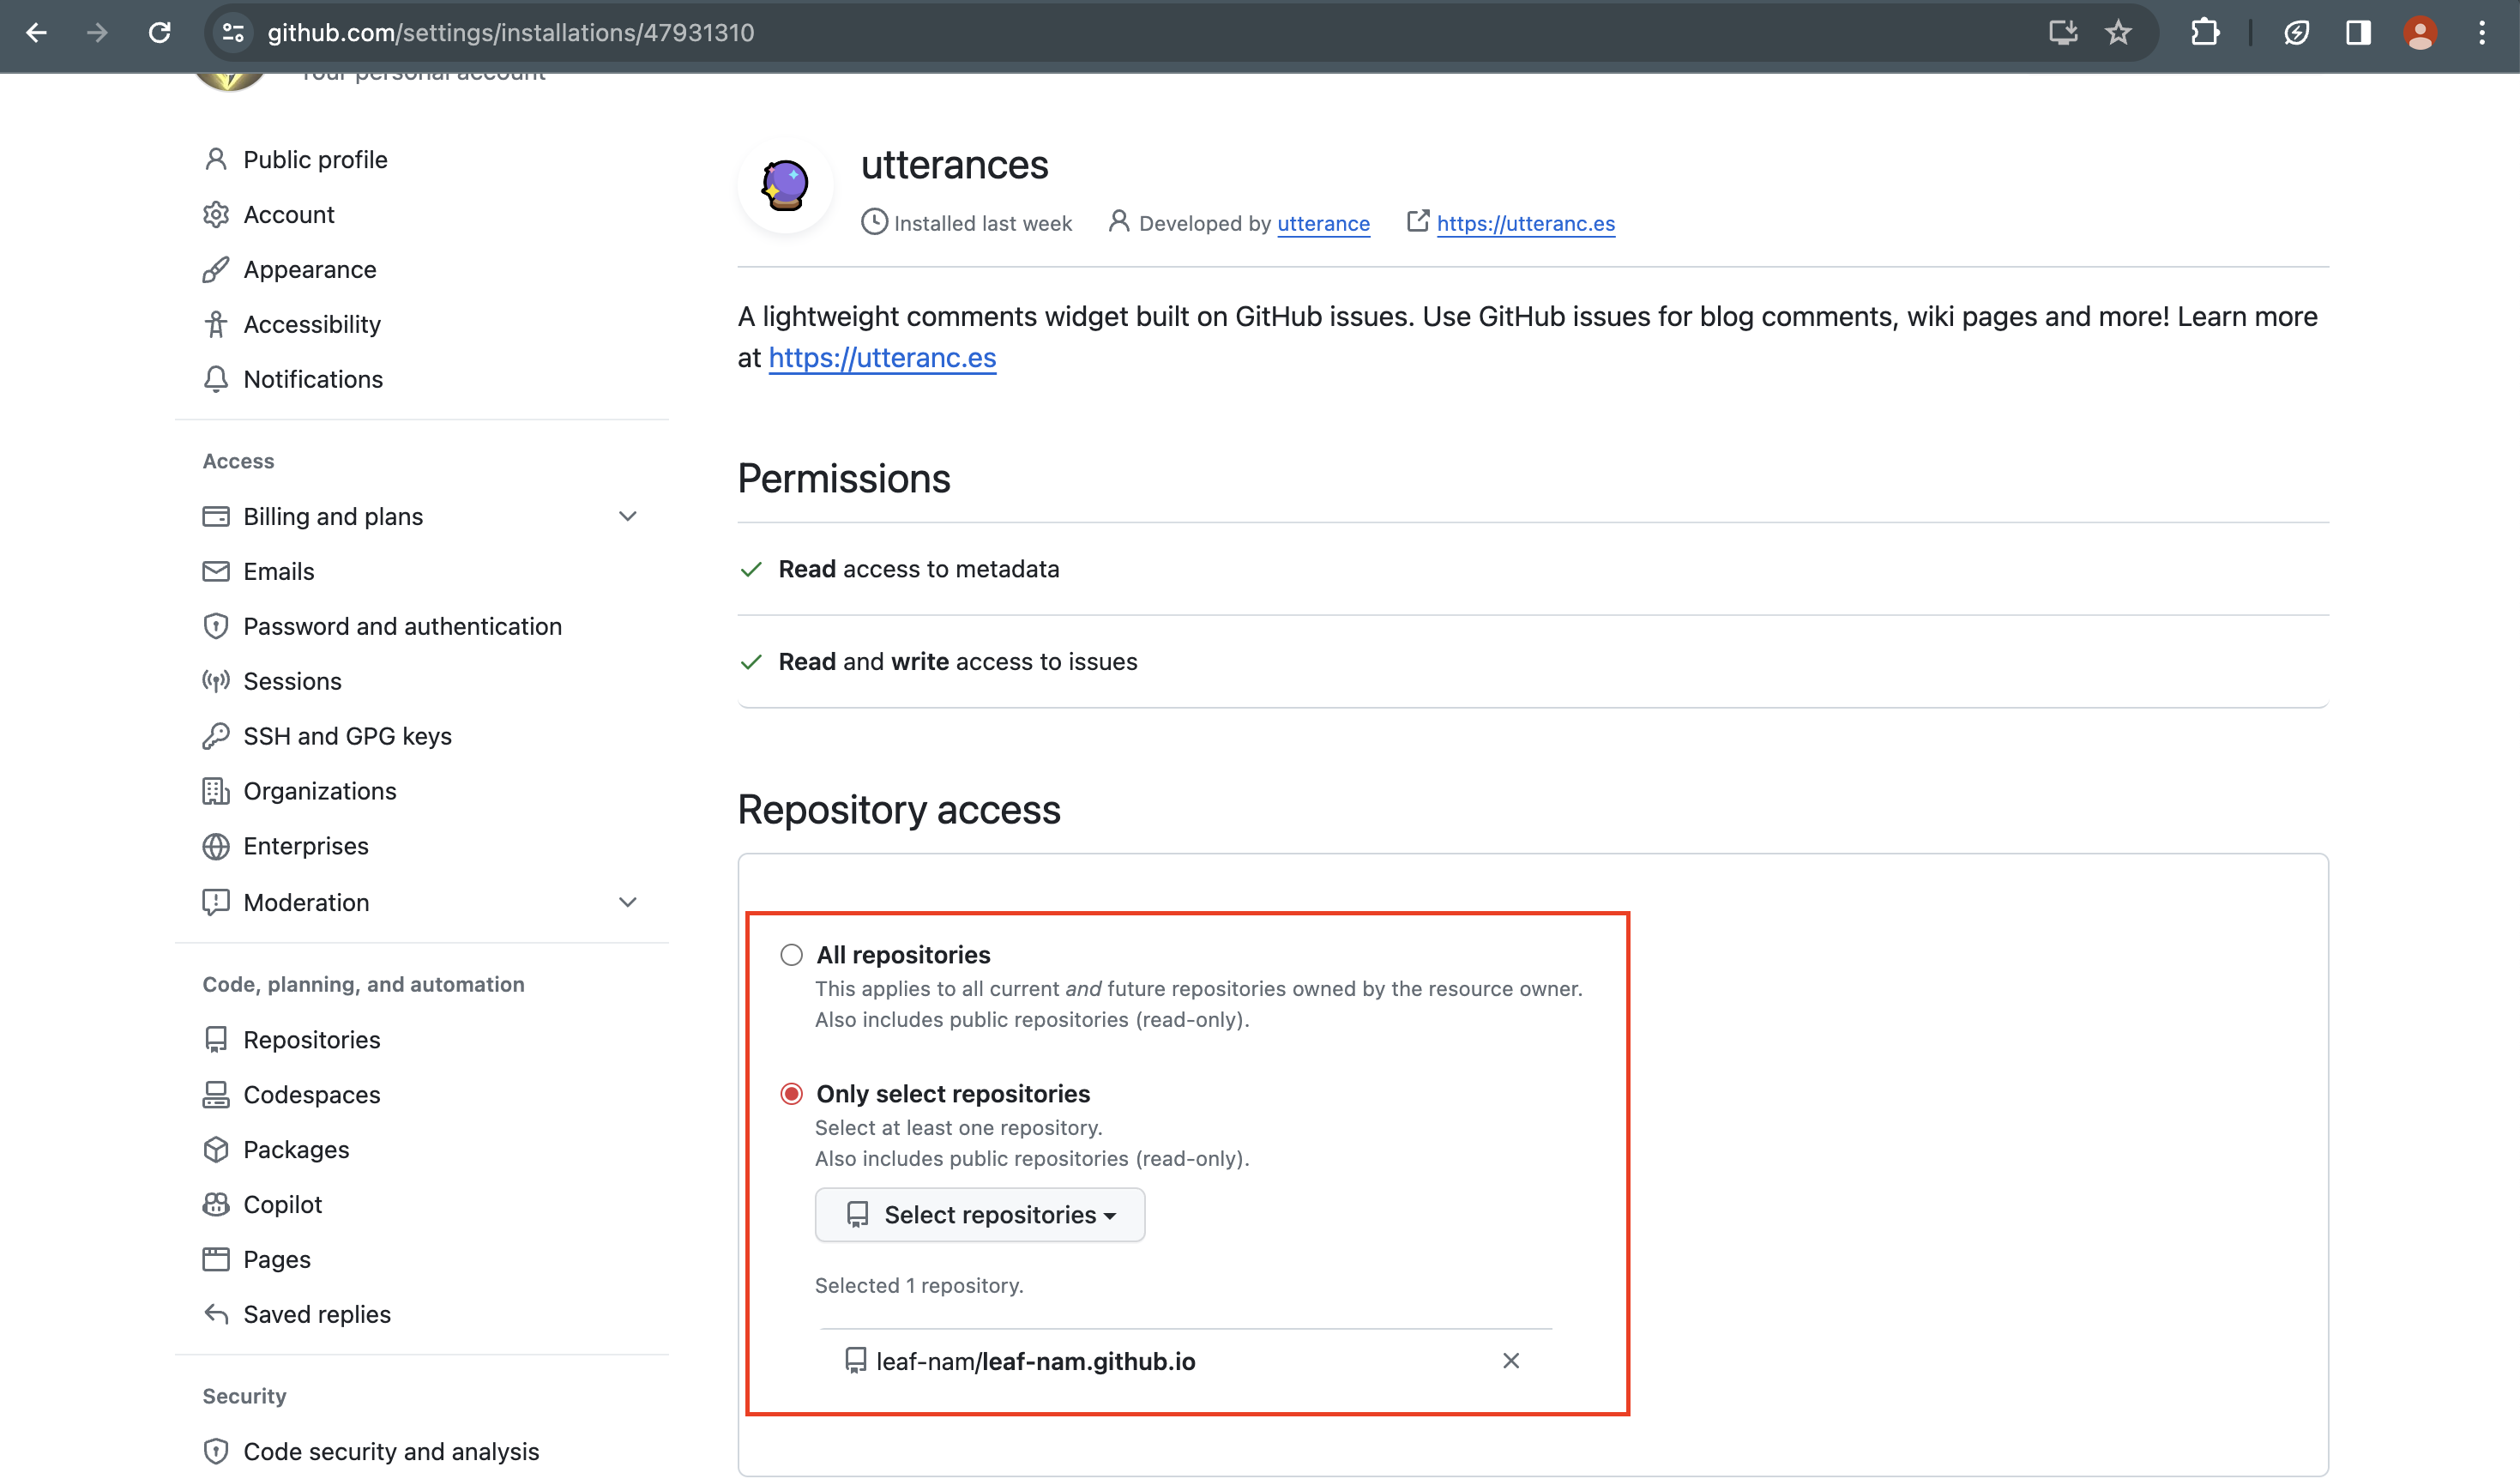 github.com/settings/installations/47931310
Your personal account
Public profile
Account
Appearance
Accessibility
Notifications
Access
Billing and plans
Emails
Password and authentication
Sessions
SSH and GPG keys
Organizations
Enterprises
Moderation
Code, planning, and automation
Repositories
Codespaces
Packages
Copilot
Pages
Saved replies
Security
Code security and analysis
utterances
Installed last week Developed by utterance https://utteranc.es
A lightweight comments widget built on GitHub issues. Use GitHub issues for blog comments, wiki pages and more! Learn more
at https://utteranc.es
Permissions
Read access to metadata
Read and write access to issues
Repository access
All repositories
This applies to all current and future repositories owned by the resource owner.
Also includes public repositories (read-only).
Only select repositories
Select at least one repository.
Also includes public repositories (read-only).
Select repositories
Selected 1 repository.
leaf-nam/leaf-nam.github.io